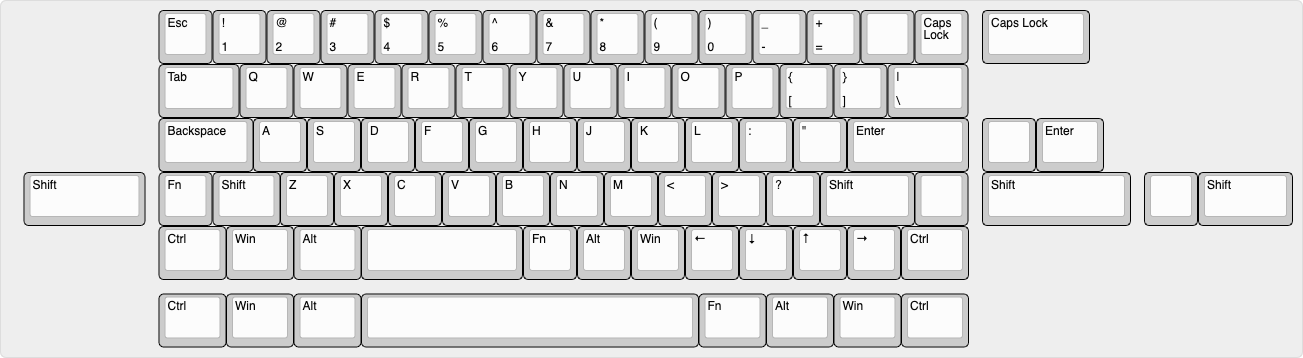 Esc ! @ # $ % ^ & * ( ) _ + Caps Lock Caps Lock
1 2 3 4 5 6 7 8 9 0 - =
Tab Q W E R T Y U I O P { } |
[ ] \
Backspace A S D F G H J K L : " Enter Enter
Shift Fn Shift Z X C V B N M < > ? Shift Shift Shift
Ctrl Win Alt Fn Alt Win ← ↓ ↑ → Ctrl
Ctrl Win Alt Fn Alt Win Ctrl